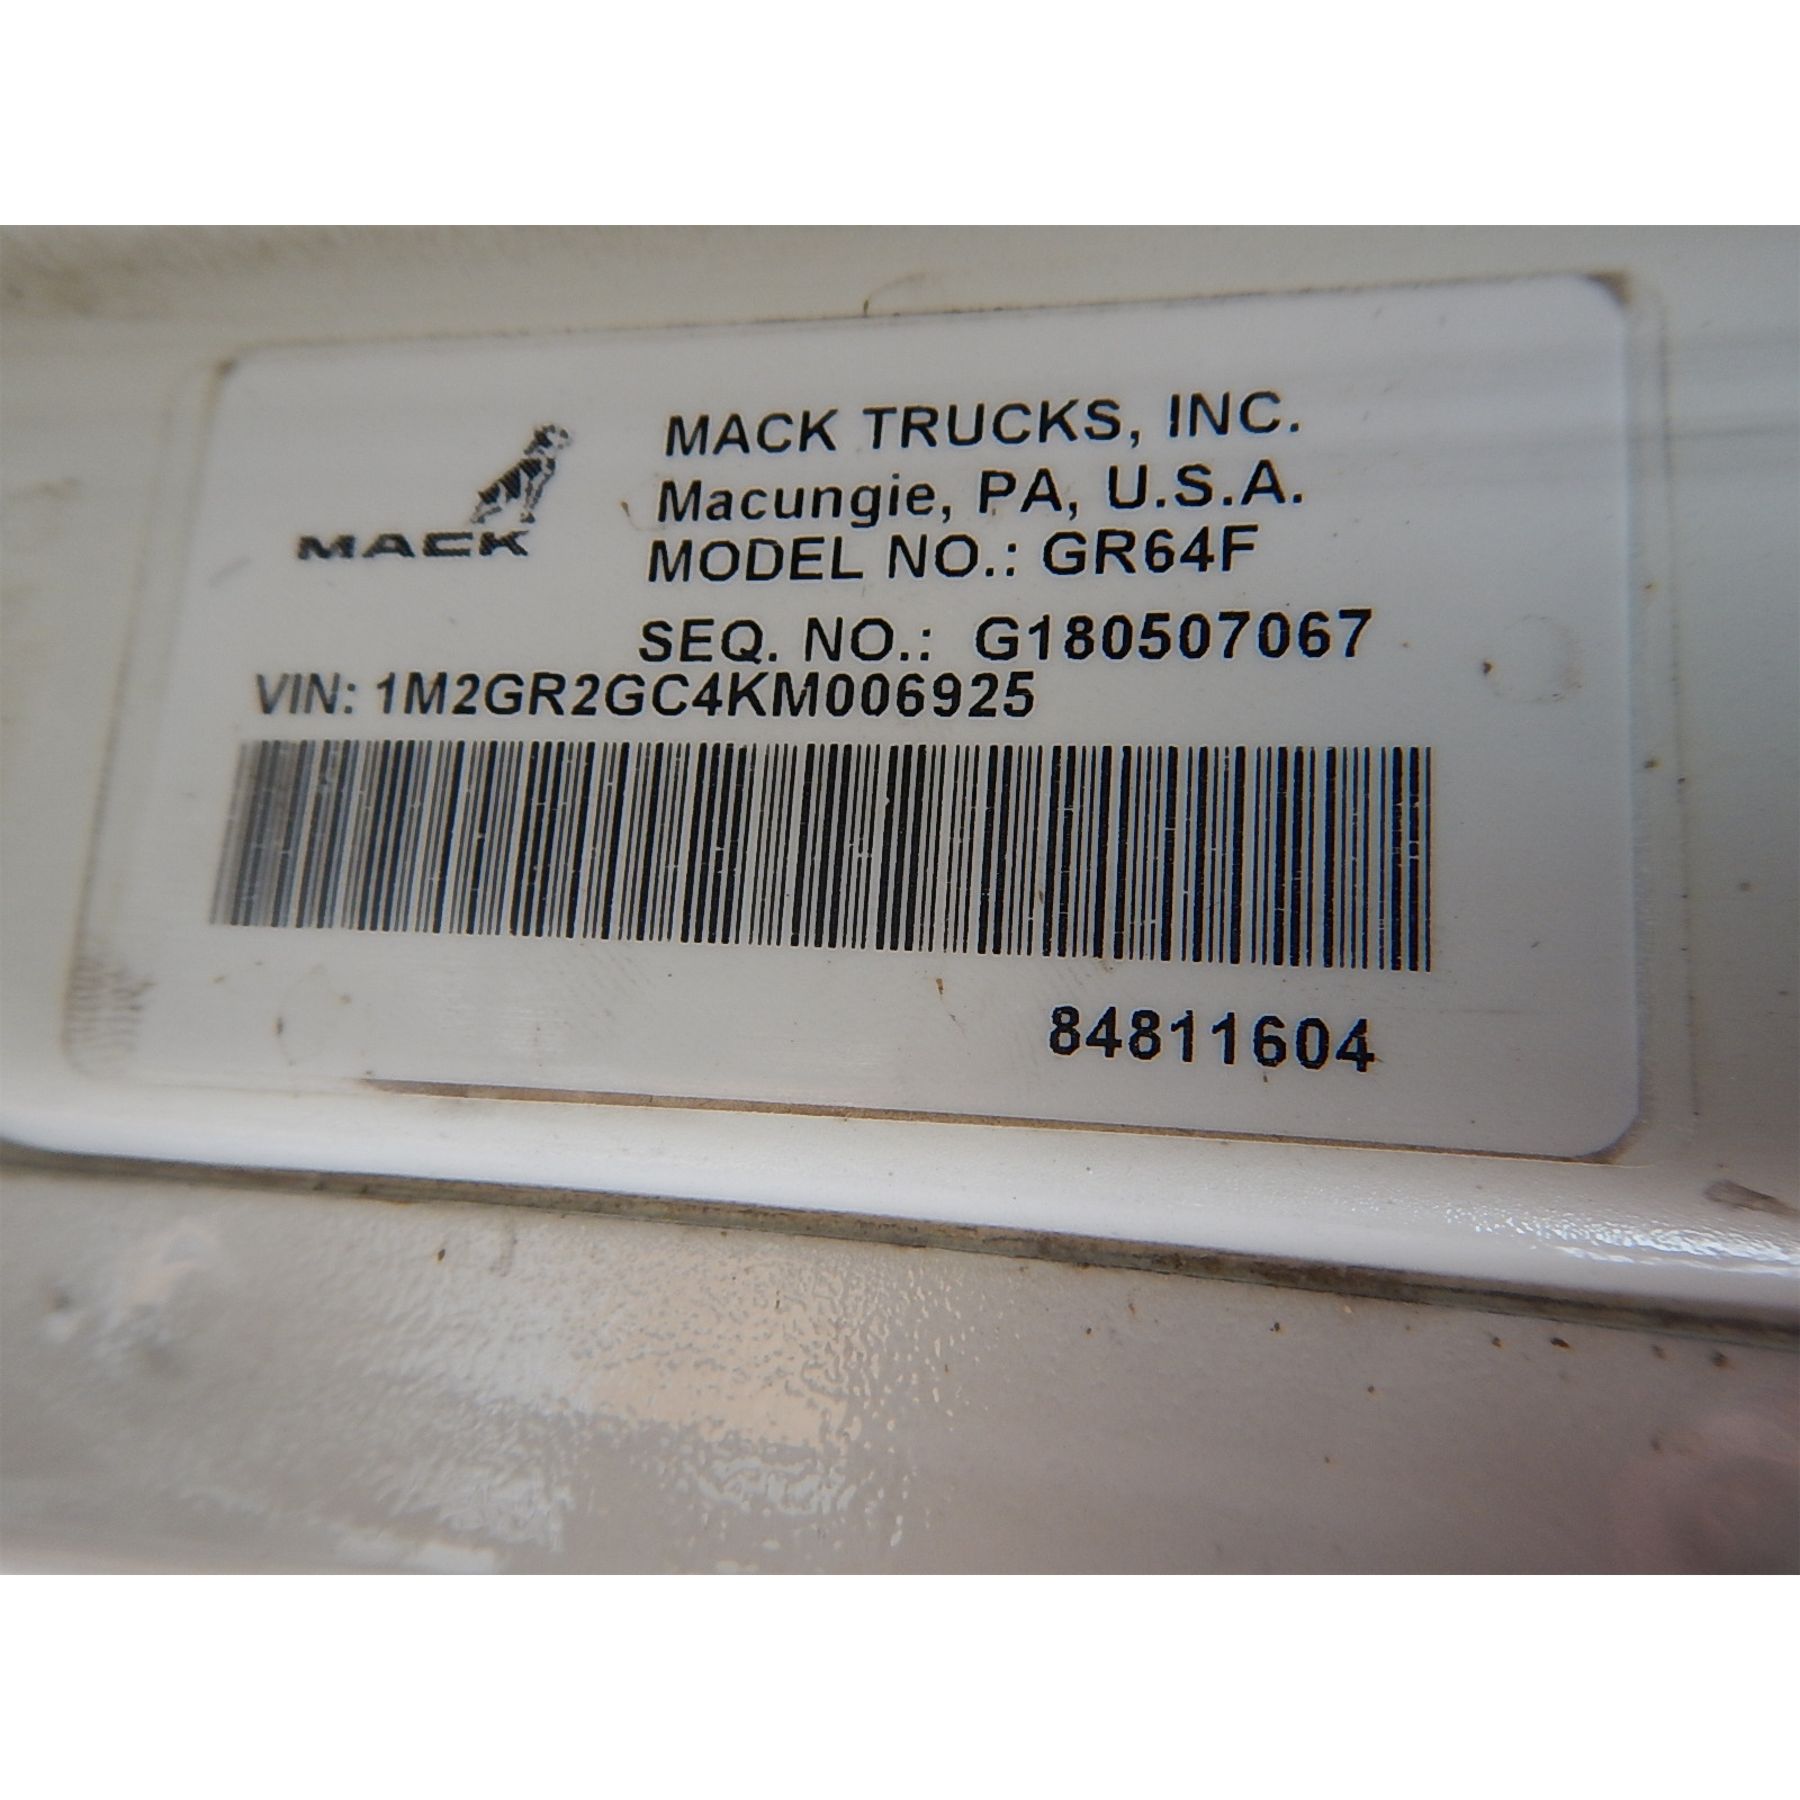 MACK
MACK TRUCKS, INC.
Macungie, PA, U.S.A.
MODEL NO.: GR64F
SEQ. NO.: G180507067
VIN: 1M2GR2GC4KM006925
84811604